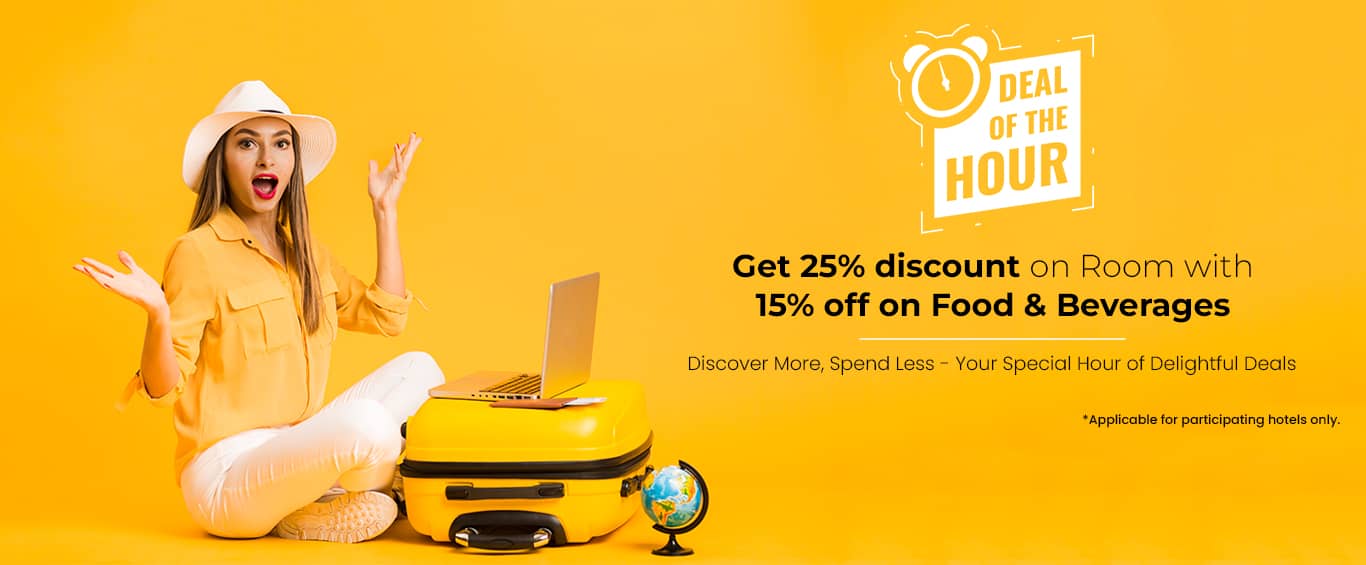 DEAL
OF THE
HOUR
Get 25% discount on Room with
15% off on Food & Beverages
Discover More, Spend Less - Your Special Hour of Delightful Deals
*Applicable for participating hotels only.